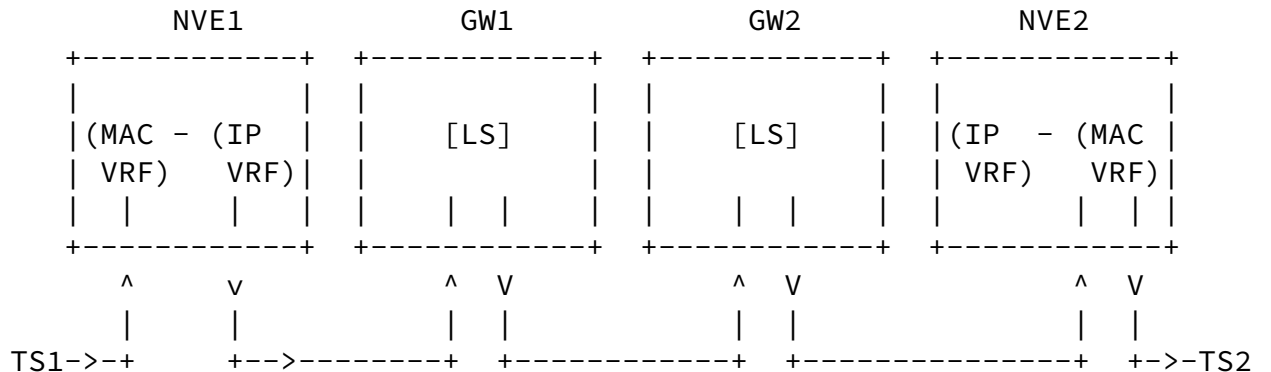 NVE1 GW1 GW2 NVE2
+------------+ +------------+ +------------+ +------------+
| | | | | | | |
|(MAC - (IP | | [LS] | | [LS] | |(IP - (MAC |
| VRF) VRF)| | | | | | VRF) VRF)|
| | | | | | | | | | | | | | | |
+------------+ +------------+ +------------+ +------------+
^ v ^ V ^ V ^ V
| | | | | | | |
TS1->-+ +-->--------+ +------------+ +---------------+ +->-TS2